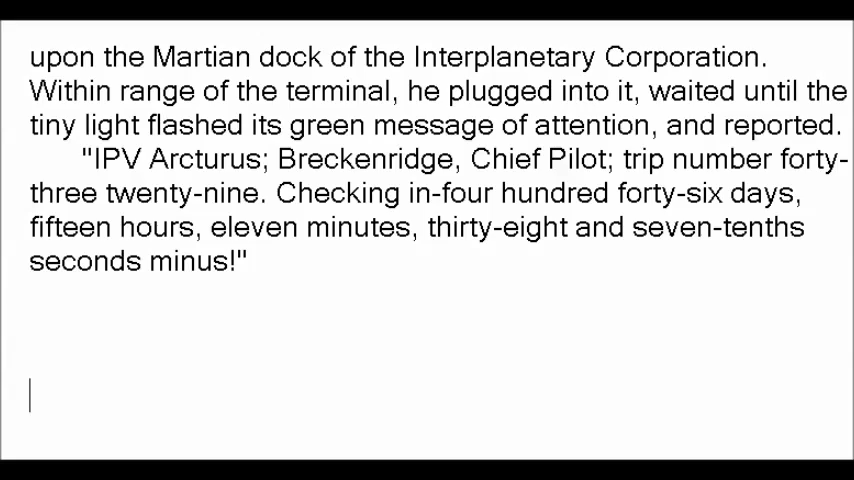 upon the Martian dock of the Interplanetary Corporation.
Within range of the terminal, he plugged into it, waited until the
tiny light flashed its green message of attention, and reported.
"IPV Arcturus; Breckenridge, Chief Pilot; trip number forty-
three twenty-nine. Checking in-four hundred forty-six days,
fifteen hours, eleven minutes, thirty-eight and seven-tenths
seconds minus!"